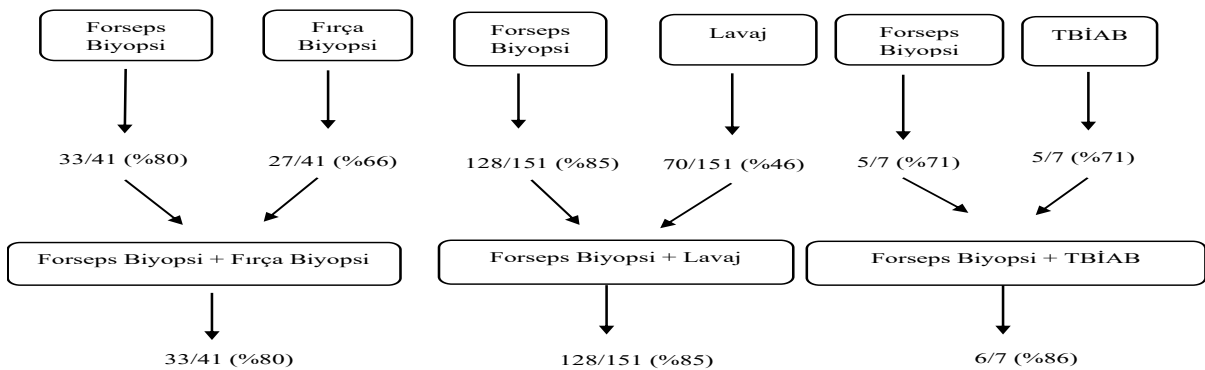 Forseps
Biyopsi
Fırça
Biyopsi
Forseps
Biyopsi
Lavaj
Forseps
Biyopsi
TBİAB
33/41 (%80)
27/41 (%66)
128/151 (%85)
70/151 (%46)
5/7 (%71)
5/7 (%71)
Forseps Biyopsi + Fırça Biyopsi
Forseps Biyopsi + Lavaj
Forseps Biyopsi + TBİAB
33/41 (%80)
128/151 (%85)
6/7 (%86)